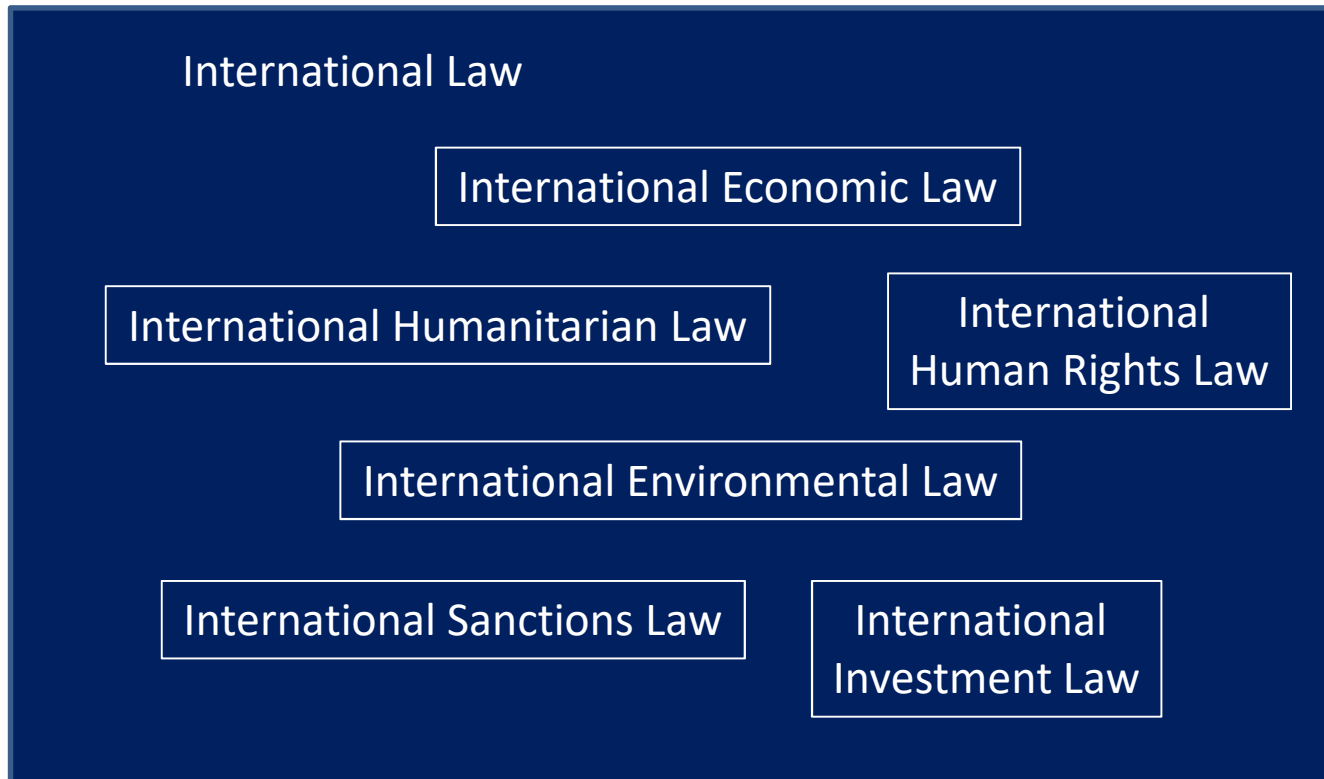 International Law
International Economic Law
International Humanitarian Law
International
Human Rights Law
International Environmental Law
International Sanctions Law
International
Investment Law